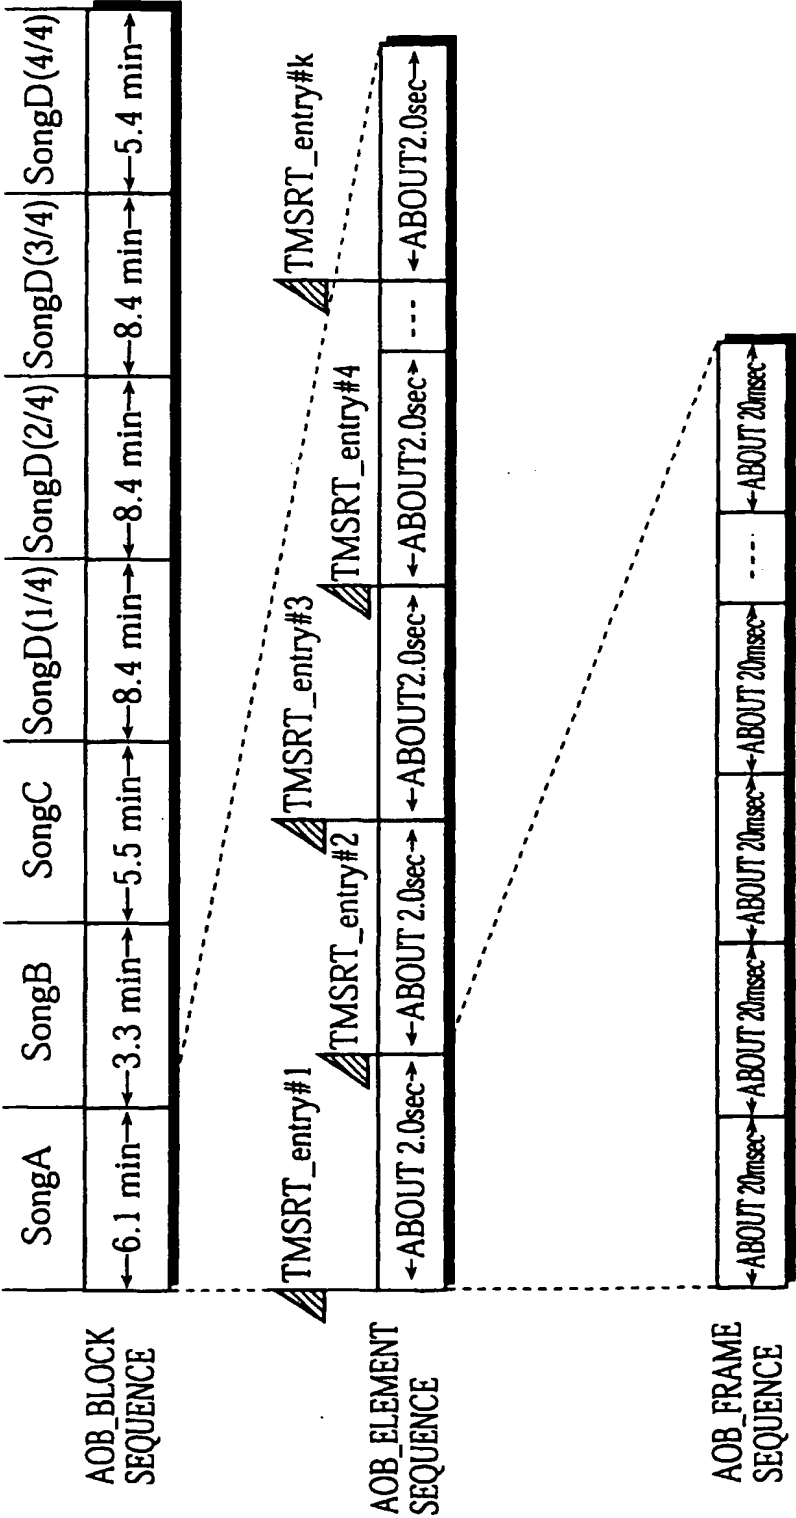 SongA
SongB
SongC
SongD(1/4)
SongD(2/4)
SongD(3/4)
SongD(4/4)
AOB_BLOCK
SEQUENCE
6.1 min
3.3 min
5.5 min
8.4 min
8.4 min
8.4 min
5.4 min
TMSRT_entry#1
TMSRT_entry#2
TMSRT_entry#3
TMSRT_entry#4
TMSRT_entry#k
AOB_ELEMENT
SEQUENCE
ABOUT 2.0sec
ABOUT 2.0sec
ABOUT2.0sec
ABOUT2.0sec
----
ABOUT2.0sec
AOB_FRAME
SEQUENCE
ABOUT 20msec
ABOUT 20msec
ABOUT 20msec
ABOUT 20msec
----
ABOUT 20msec